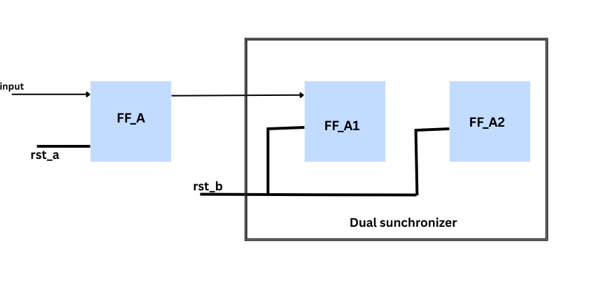 input
FF_A
rst_a
FF_A1
FF_A2
rst_b
Dual sunchronizer